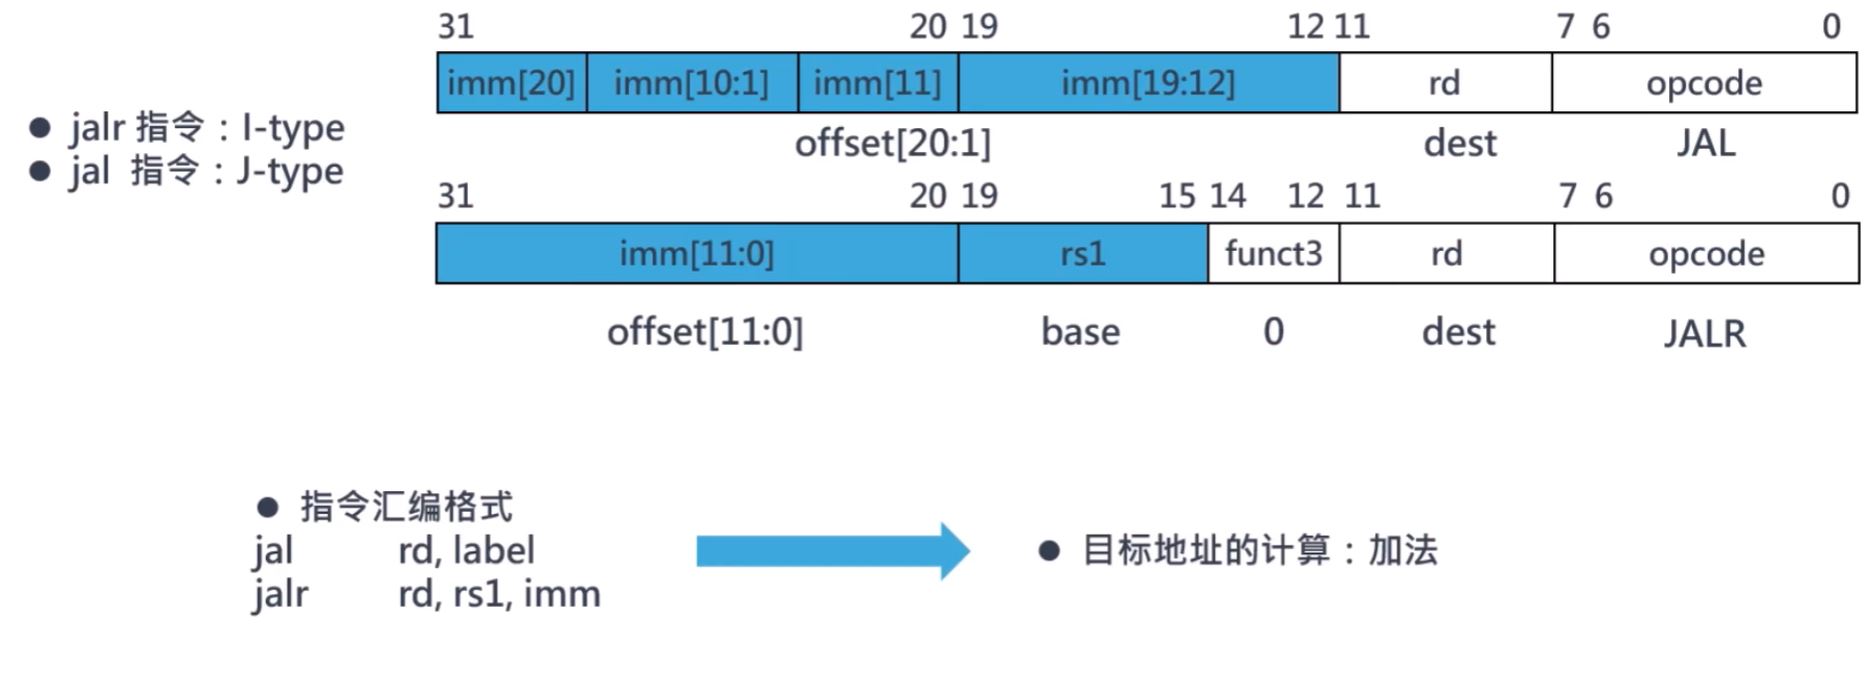 31 20 19 12 11 7 6 0
imm[20] imm[10:1] imm[11] imm[19:12] rd opcode
offset[20:1] dest JAL
● jalr 指令：I-type
● jal 指令：J-type
31 20 19 15 14 12 11 7 6 0
imm[11:0] rs1 funct3 rd opcode
offset[11:0] base 0 dest JALR
● 指令汇编格式
jal rd, label
jalr rd, rs1, imm
● 目标地址的计算：加法